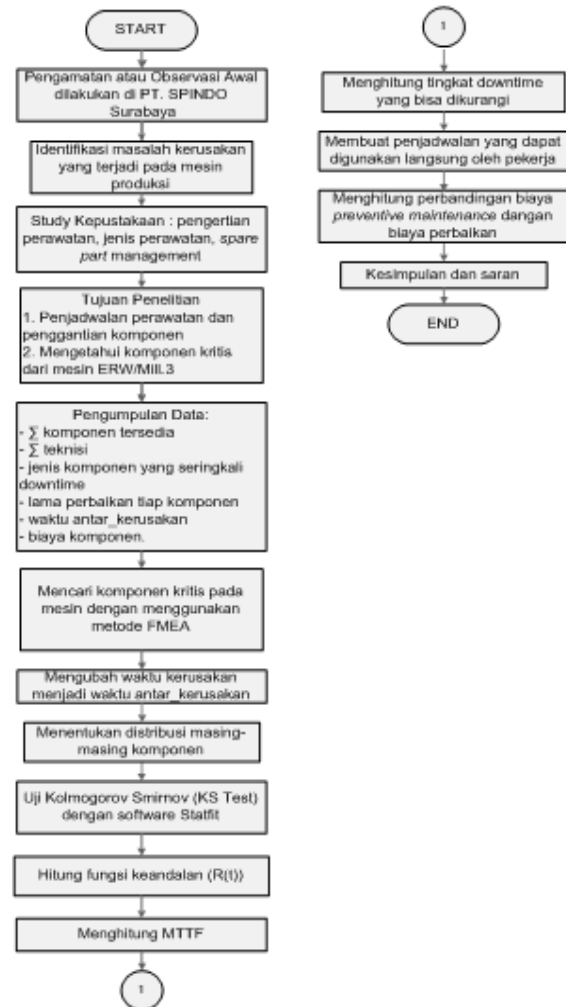 START
Pengamatan atau Observasi Awal
dilakukan di PT. SPINDO
Surabaya
Identifikasi masalah kerusakan
yang terjadi pada mesin
produksi
Study Kepustakaan : pengertian
perawatan, jenis perawatan, spare
part management
Tujuan Penelitian
1. Penjadwalan perawatan dan
penggantian komponen
2. Mengetahui komponen kritis
dari mesin ERW/Mill.3
Pengumpulan Data:
- ∑ komponen tersedia
- ∑ teknisi
- jenis komponen yang seringkali
downtime
- lama perbaikan tiap komponen
- waktu antar_kerusakan
- biaya komponen.
Mencari komponen kritis pada
mesin dengan menggunakan
metode FMEA
Mengubah waktu kerusakan
menjadi waktu antar_kerusakan
Menentukan distribusi masing-
masing komponen
Uji Kolmogorov Smirnov (KS Test)
dengan software Statfit
Hitung fungsi keandalan (R(t))
Menghitung MTTF
1
1
Menghitung tingkat downtime
yang bisa dikurangi
Membuat penjadwalan yang dapat
digunakan langsung oleh pekerja
Menghitung perbandingan biaya
preventive maintenance dangan
biaya perbaikan
Kesimpulan dan saran
END